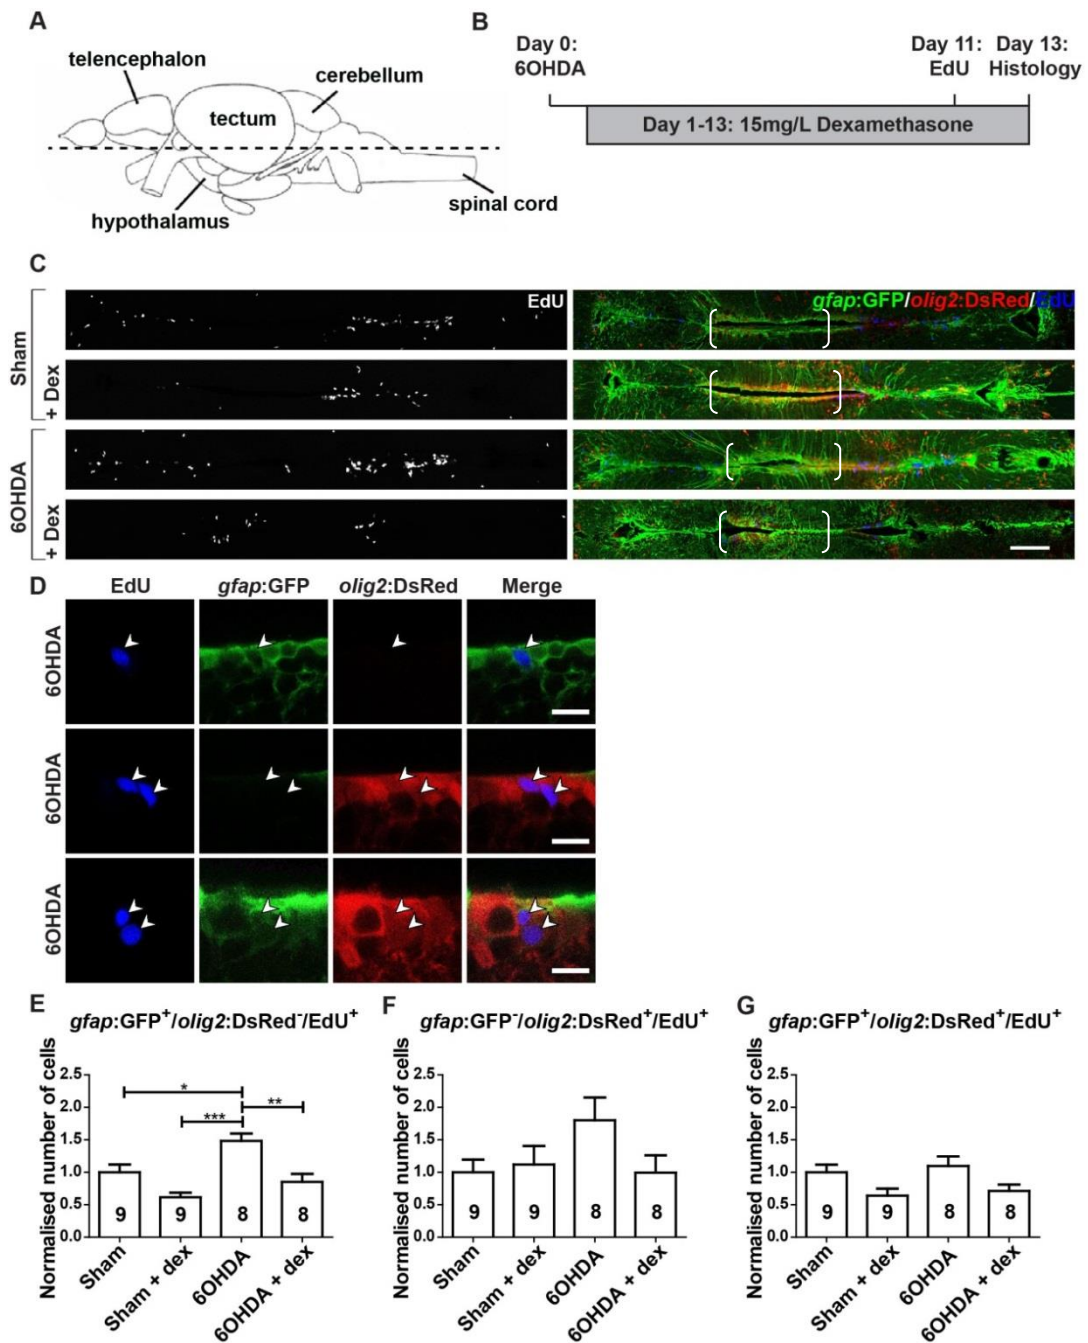 A
telencephalon
cerebellum
tectum
hypothalamus
spinal cord
B
Day 0:
6OHDA
Day 11:
EdU
Day 13:
Histology
Day 1-13: 15mg/L Dexamethasone
C
Sham
+ Dex
6OHDA
+ Dex
EdU
gfap:GFP/olig2:DsRed/EdU
D
EdU gfap:GFP olig2:DsRed Merge
6OHDA
6OHDA
6OHDA
E
gfap:GFP⁺/olig2:DsRed⁻/EdU⁺
Normalised number of cells
2.5
2.0
1.5
1.0
0.5
0.0
*
**
***
9 9 8 8
Sham
Sham + dex
6OHDA
6OHDA + dex
F
gfap:GFP⁻/olig2:DsRed⁺/EdU⁺
Normalised number of cells
2.5
2.0
1.5
1.0
0.5
0.0
9 9 8 8
Sham
Sham + dex
6OHDA
6OHDA + dex
G
gfap:GFP⁺/olig2:DsRed⁺/EdU⁺
Normalised number of cells
2.5
2.0
1.5
1.0
0.5
0.0
9 9 8 8
Sham
Sham + dex
6OHDA
6OHDA + dex